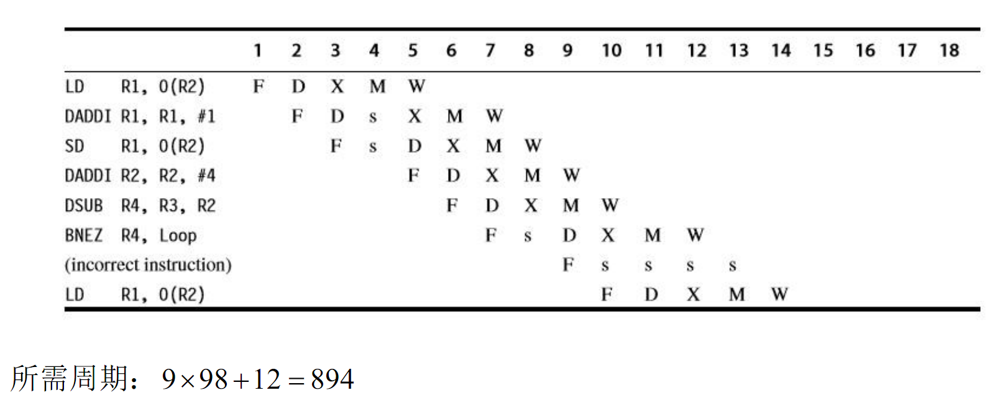 1 2 3 4 5 6 7 8 9 10 11 12 13 14 15 16 17 18
LD R1, 0(R2) F D X M W
DADDI R1, R1, #1 F D s X M W
SD R1, 0(R2) F s D X M W
DADDI R2, R2, #4 F D X M W
DSUB R4, R3, R2 F D X M W
BNEZ R4, Loop F s D X M W
(incorrect instruction) F s s s s
LD R1, 0(R2) F D X M W
所需周期：9×98+12=894